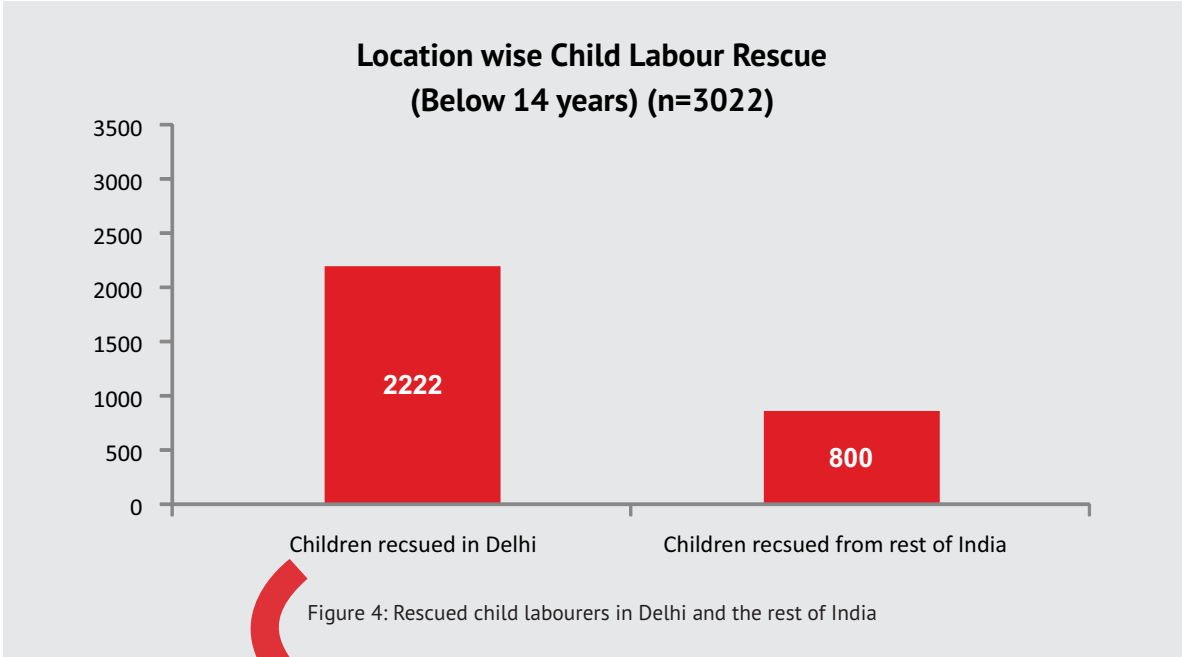 Location wise Child Labour Rescue
(Below 14 years) (n=3022)
3500
3000
2500
2000
1500
1000
500
0
2222
800
Children recsued in Delhi
Children recsued from rest of India
Figure 4: Rescued child labourers in Delhi and the rest of India